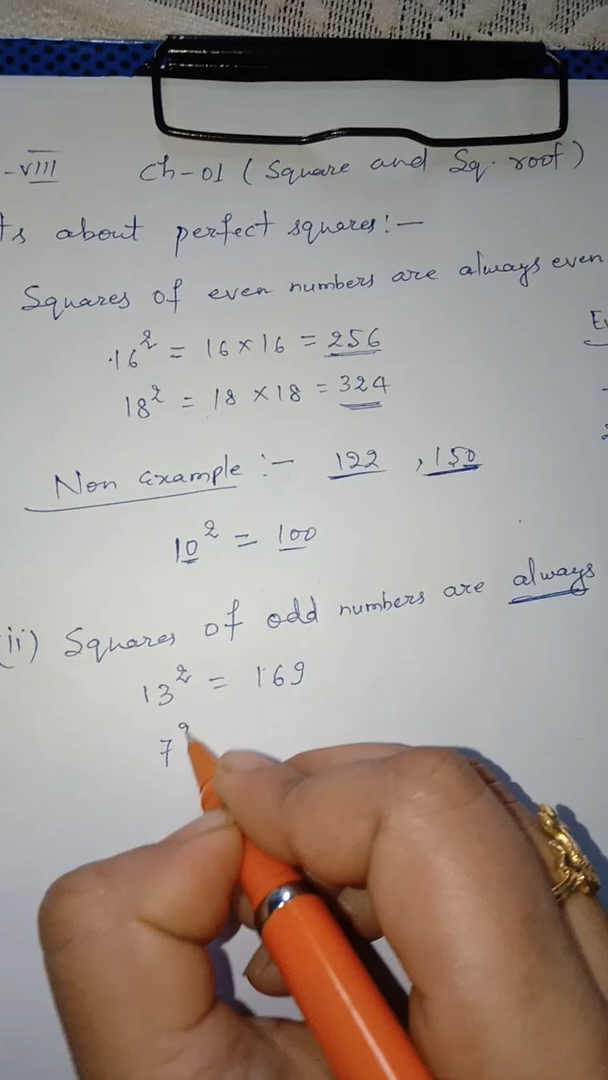 -VIII Ch-01 (Square and Sq. root)
ts about perfect squares:-
Squares of even numbers are always even
16² = 16×16 = 256
18² = 18×18 = 324
Non example :- 122, 150
10² = 100
(ii) Squares of odd numbers are always
13² = 169
7